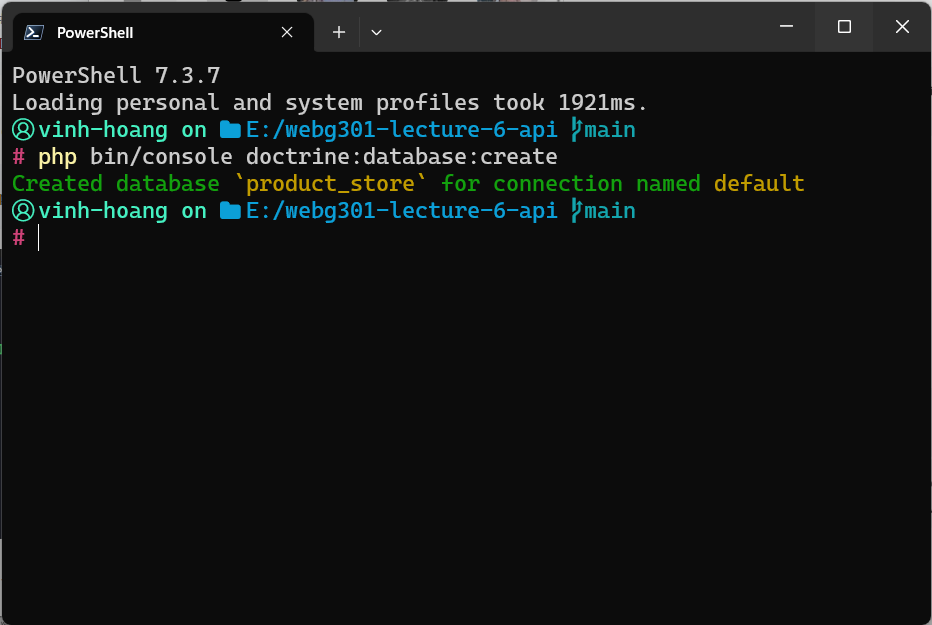 PowerShell
PowerShell 7.3.7
Loading personal and system profiles took 1921ms.
vinh-hoang on E:/webg301-lecture-6-api main
# php bin/console doctrine:database:create
Created database `product_store` for connection named default
vinh-hoang on E:/webg301-lecture-6-api main
#